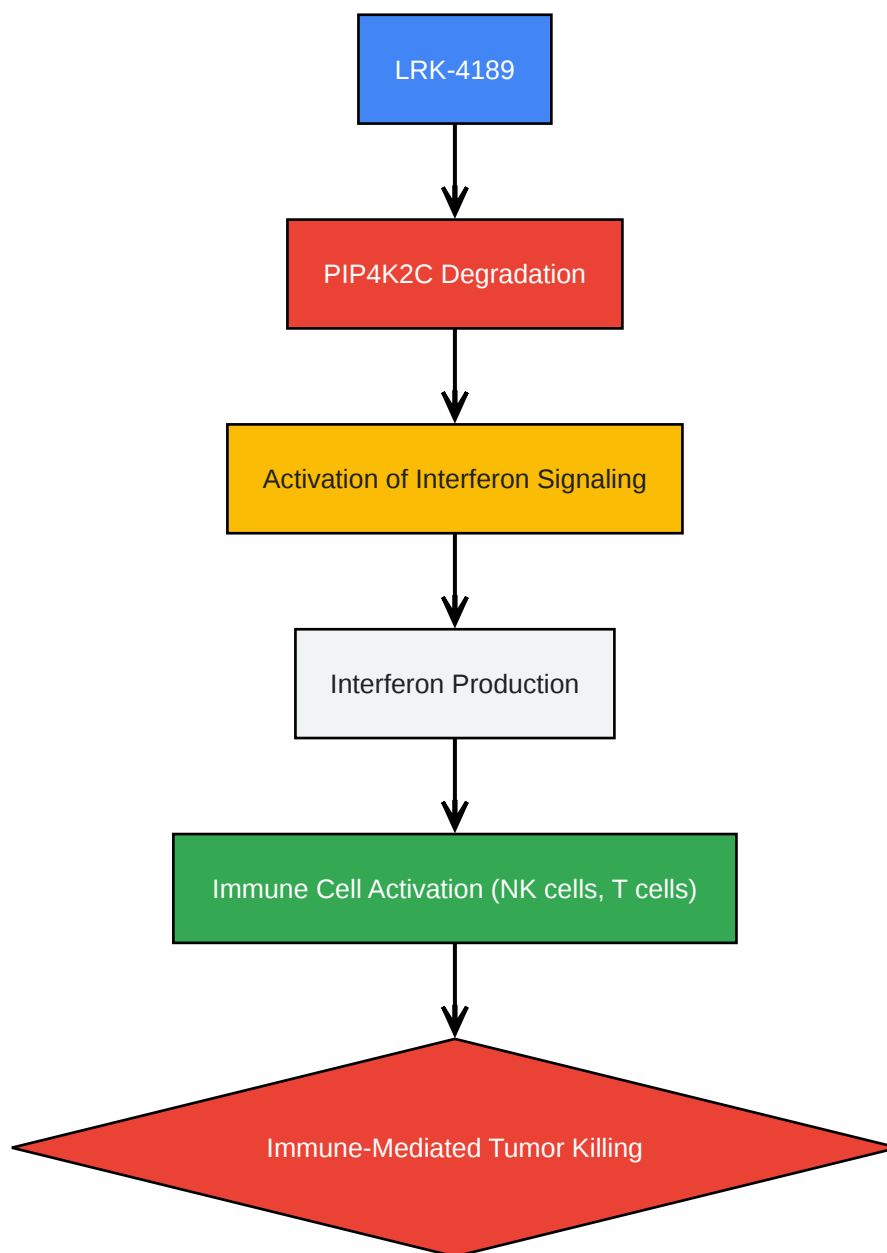 LRK-4189
PIP4K2C Degradation
Activation of Interferon Signaling
Interferon Production
Immune Cell Activation (NK cells, T cells)
Immune-Mediated Tumor Killing